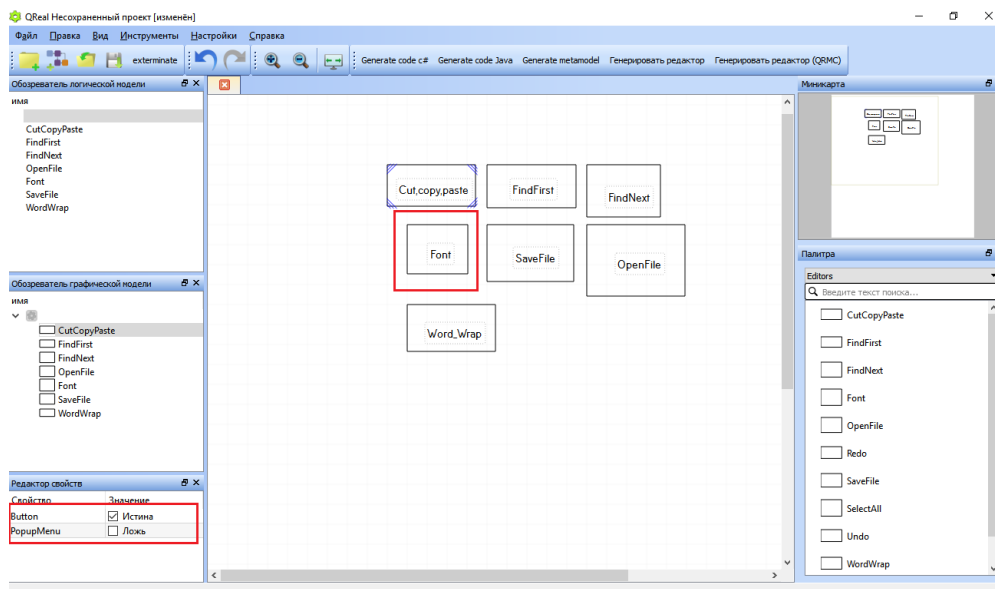 QReal Несохраненный проект [изменён]
Файл Правка Вид Инструменты Настройки Справка
exterminate Generate code c# Generate code Java Generate metamodel Генерировать редактор Генерировать редактор (QRMC)
Обозреватель логической модели
имя
CutCopyPaste
FindFirst
FindNext
OpenFile
Font
SaveFile
WordWrap
Обозреватель графической модели
имя
CutCopyPaste
FindFirst
FindNext
OpenFile
Font
SaveFile
WordWrap
Редактор свойств
Свойство Значение
Button Истина
PopupMenu Ложь
Cut,copy,paste FindFirst FindNext
Font SaveFile OpenFile
Word_Wrap
Миникарта
Палитра
Editors
Введите текст поиска...
CutCopyPaste
FindFirst
FindNext
Font
OpenFile
Redo
SaveFile
SelectAll
Undo
WordWrap